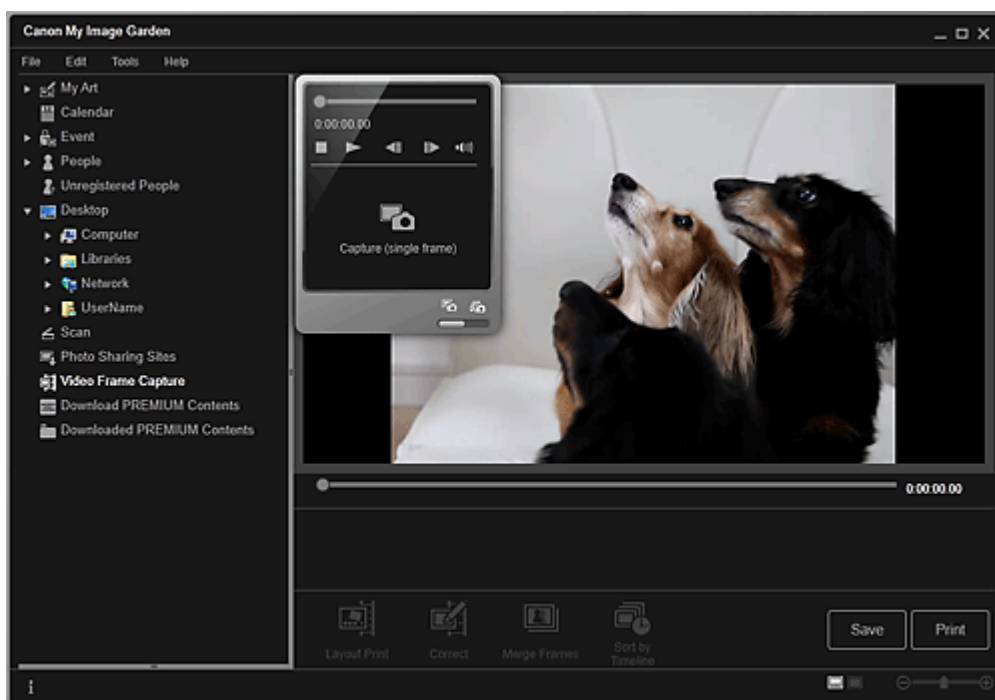 Canon My Image Garden
File Edit Tools Help
My Art
Calendar
Event
People
Unregistered People
Desktop
Computer
Libraries
Network
UserName
Scan
Photo Sharing Sites
Video Frame Capture
Download PREMIUM Contents
Downloaded PREMIUM Contents
0:00:00.00
Capture (single frame)
0:00:00.00
Layout Print
Correct
Merge Frames
Sort by
Timeline
Save
Print